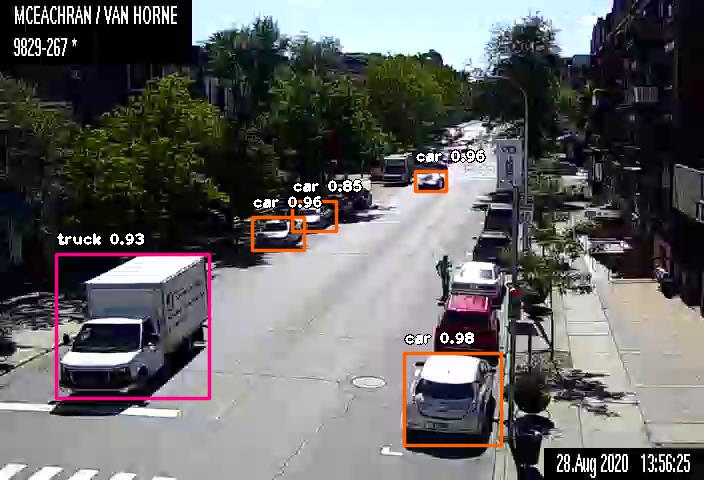 MCEACHRAN / VAN HORNE
9829-267 *
car 0.96
car 0.85
car 0.96
truck 0.93
car 0.98
28.Aug 2020 13:56:25